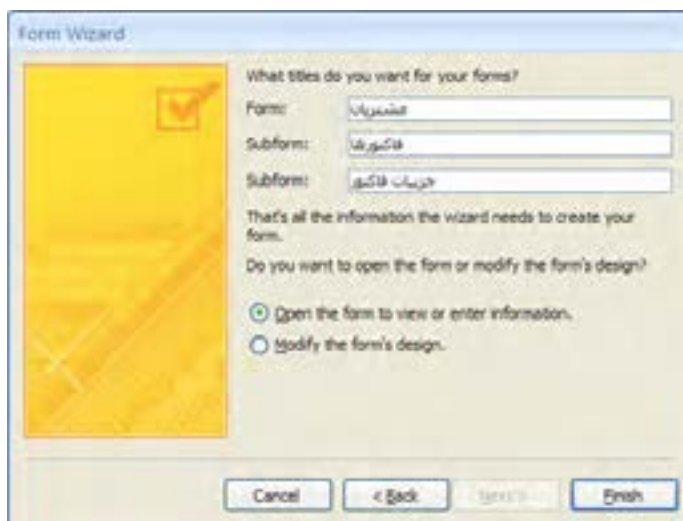 Form Wizard
What titles do you want for your forms?
Form: مشتریان
Subform: فاکتورها
Subform: جزییات فاکتور
That's all the information the wizard needs to create your
form.
Do you want to open the form or modify the form's design?
Open the form to view or enter information.
Modify the form's design.
Cancel < Back Next > Finish